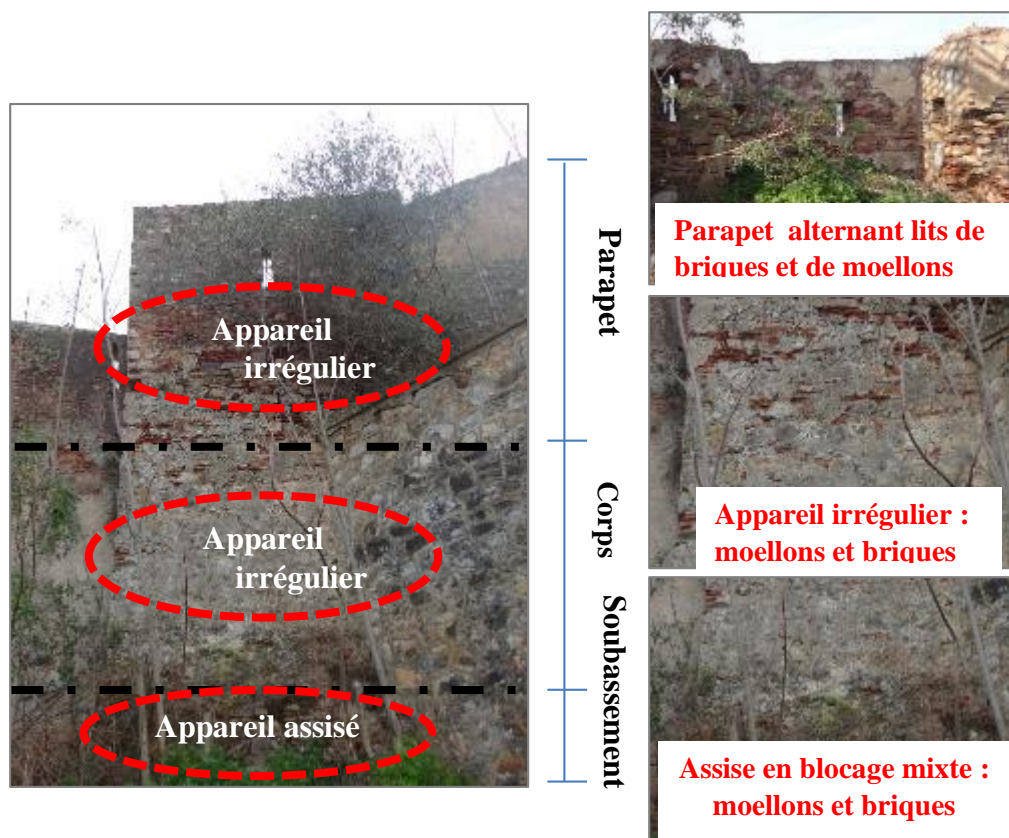 Appareil
irrégulier
Appareil
irrégulier
Appareil assisé
Parapet
Corps
Soubassement
Parapet alternant lits de
briques et de moellons
Appareil irrégulier :
moellons et briques
Assise en blocage mixte :
moellons et briques